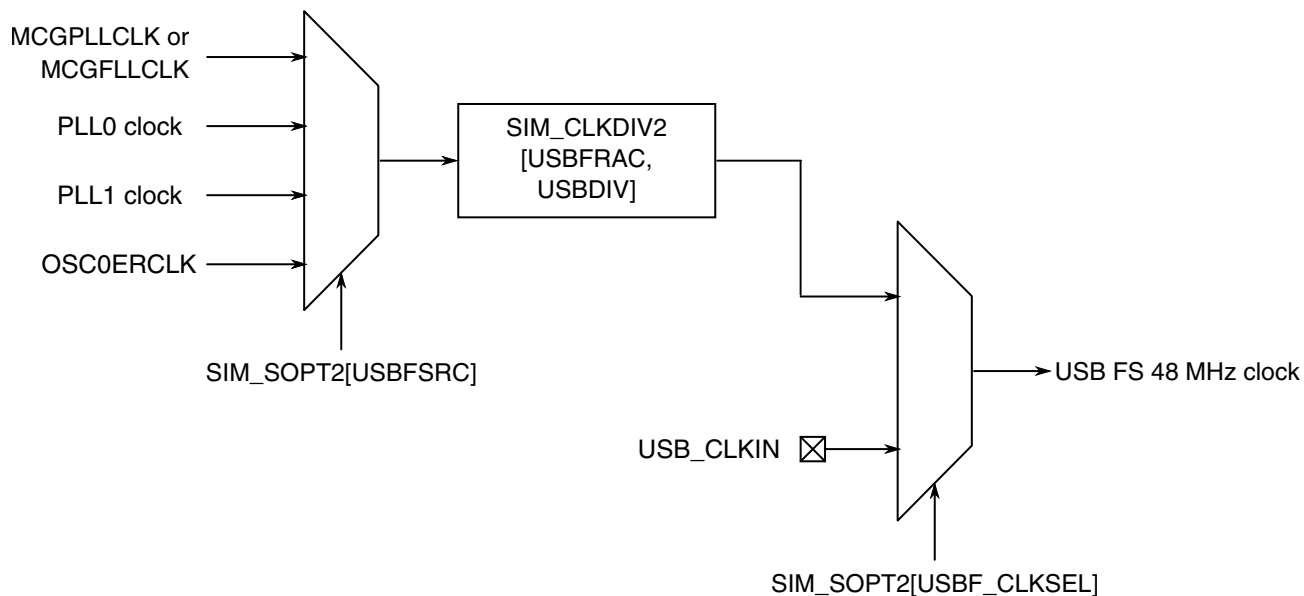 MCGPLLCLK or
MCGFLLCLK
PLL0 clock
PLL1 clock
OSC0ERCLK
SIM_SOPT2[USBFSRC]
SIM_CLKDIV2
[USBFRAC,
USBDIV]
USB_CLKIN
SIM_SOPT2[USBF_CLKSEL]
USB FS 48 MHz clock